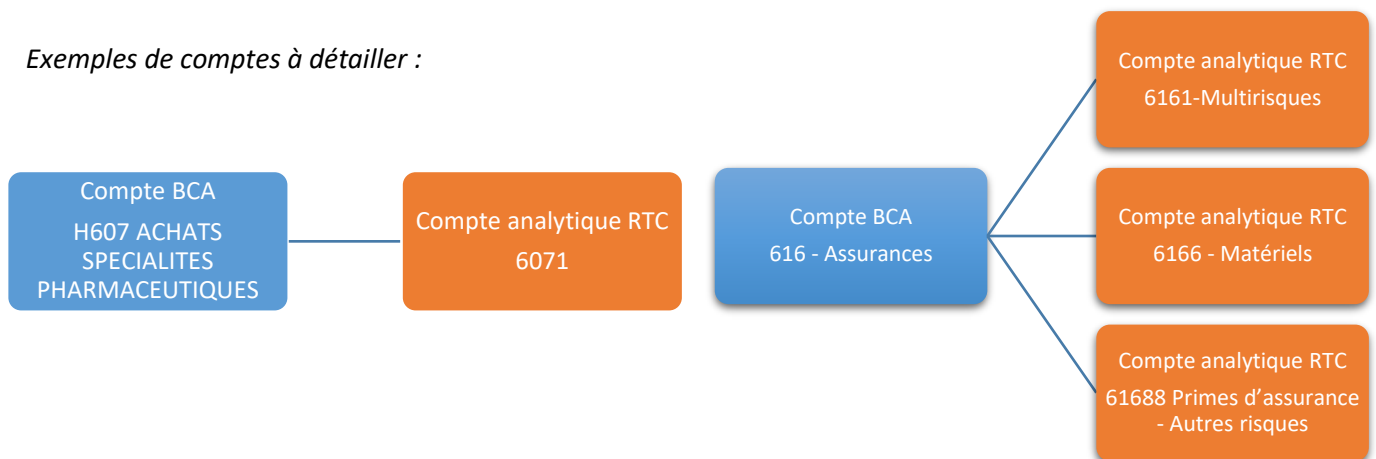 Exemples de comptes à détailler :
Compte BCA
H607 ACHATS
SPECIALITES
PHARMACEUTIQUES
Compte analytique RTC
6071
Compte BCA
616 - Assurances
Compte analytique RTC
6161-Multirisques
Compte analytique RTC
6166 - Matériels
Compte analytique RTC
61688 Primes d’assurance
- Autres risques